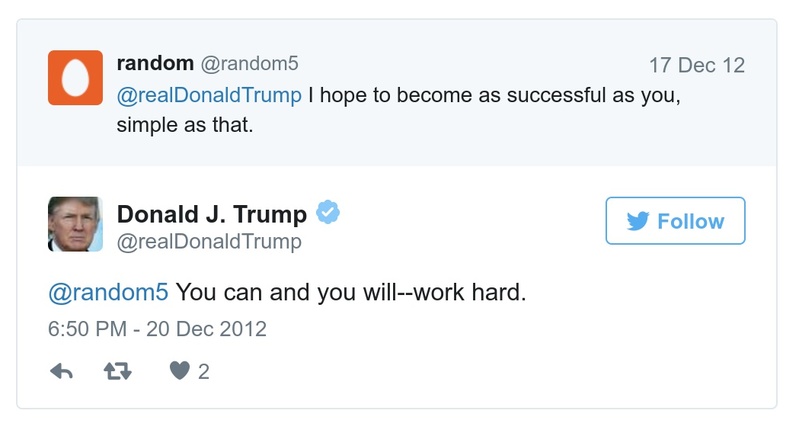 random @random5 17 Dec 12
@realDonaldTrump I hope to become as successful as you,
simple as that.
Donald J. Trump
@realDonaldTrump
Follow
@random5 You can and you will--work hard.
6:50 PM - 20 Dec 2012
2